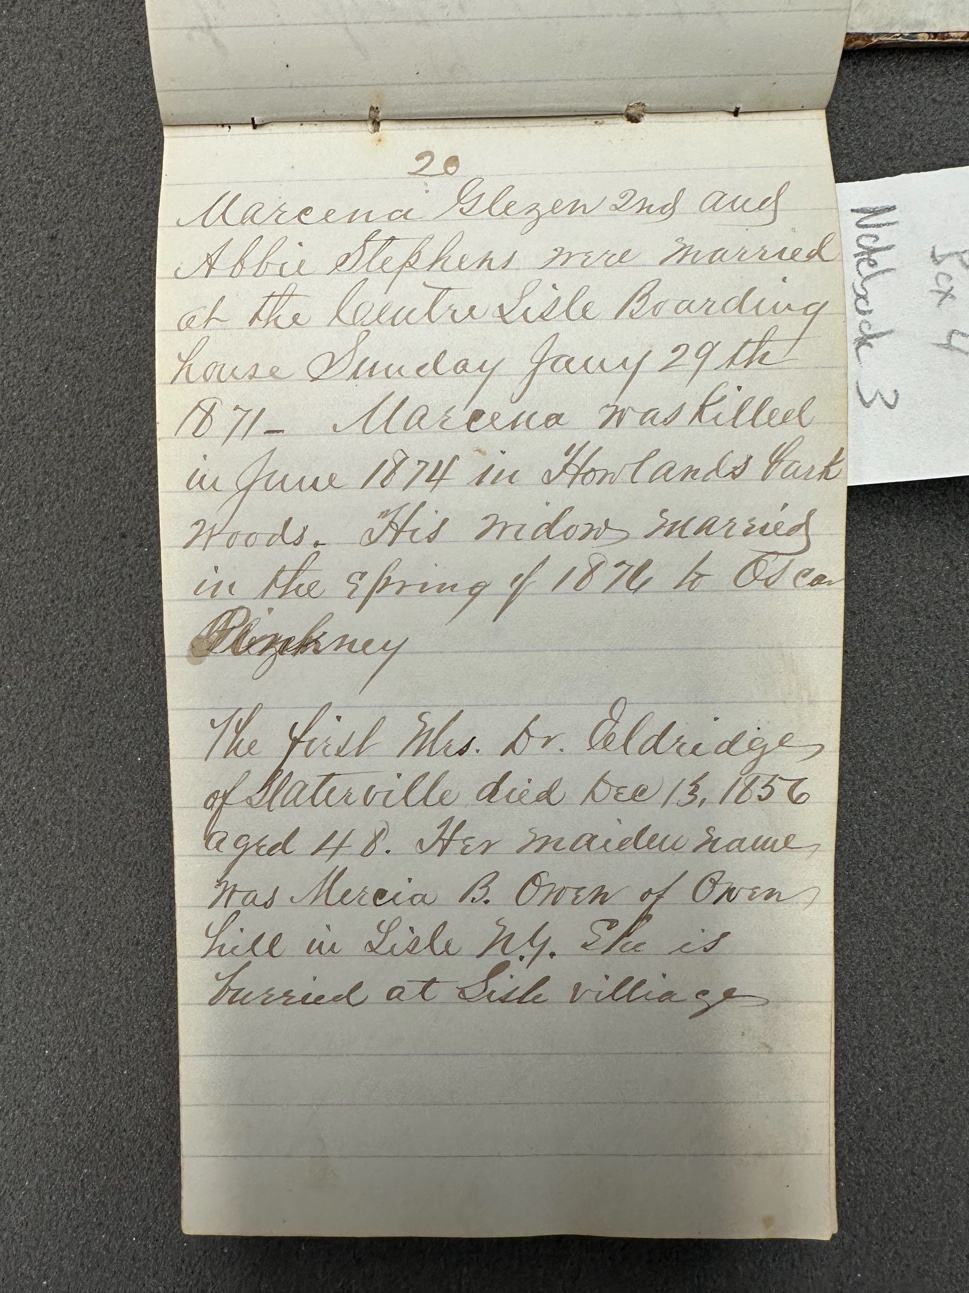 20
Marcena Glezen 2nd and
Abbie Stephens were married
at the Centre Lisle Boarding
house Sunday Jany 29th
1871- Marcena was killed
in June 1874 in Howlands bark
woods. His widow married
in the spring of 1876 to Oscar
Pinckney
The first Mrs. Dr. Eldridge
of Slaterville died Dec 13, 1856
aged 48. Her maiden name
was Mercia B. Owen of Owen
hill in Lisle N.Y. She is
burried at Lisle villiage
Notebook 3
Box 4